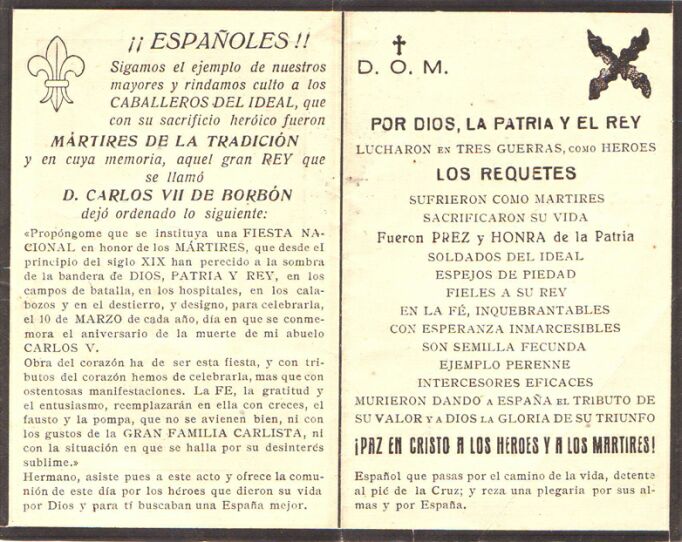 ¡¡ ESPAÑOLES !!
Sigamos el ejemplo de nuestros
mayores y rindamos culto a los
CABALLEROS DEL IDEAL, que
con su sacrificio heróico fueron
MÁRTIRES DE LA TRADICIÓN
y en cuya memoria, aquel gran REY que
se llamó
D. CARLOS VII DE BORBÓN
dejó ordenado lo siguiente:
«Propóngome que se instituya una FIESTA NA-
CIONAL en honor de los MÁRTIRES, que desde el
principio del siglo XIX han perecido a la sombra
de la bandera de DIOS, PATRIA Y REY, en los
campos de batalla, en los hospitales, en los cala-
bozos y en el destierro, y designo, para celebrarla,
el 10 de MARZO de cada año, día en que se conme-
mora el aniversario de la muerte de mi abuelo
CARLOS V.
Obra del corazón ha de ser esta fiesta, y con tri-
butos del corazón hemos de celebrarla, mas que con
ostentosas manifestaciones. La FE, la gratitud y
el entusiasmo, reemplazarán en ella con creces, el
fausto y la pompa, que no se avienen bien, ni con
los gustos de la GRAN FAMILIA CARLISTA, ni
con la situación en que se halla por su desinterés
sublime.»
Hermano, asiste pues a este acto y ofrece la comu-
nión de este día por los héroes que dieron su vida
por Dios y para tí buscaban una España mejor.
D. O. M.
POR DIOS, LA PATRIA Y EL REY
LUCHARON EN TRES GUERRAS, COMO HEROES
LOS REQUETES
SUFRIERON COMO MARTIRES
SACRIFICARON SU VIDA
Fueron PREZ y HONRA de la Patria
SOLDADOS DEL IDEAL
ESPEJOS DE PIEDAD
FIELES A SU REY
EN LA FÉ, INQUEBRANTABLES
CON ESPERANZA INMARCESIBLES
SON SEMILLA FECUNDA
EJEMPLO PERENNE
INTERCESORES EFICACES
MURIERON DANDO A ESPAÑA EL TRIBUTO DE
SU VALOR Y A DIOS LA GLORIA DE SU TRIUNFO
¡PAZ EN CRISTO A LOS HEROES Y A LOS MARTIRES!
Español que pasas por el camino de la vida, detente
al pié de la Cruz; y reza una plegaria por sus al-
mas y por España.